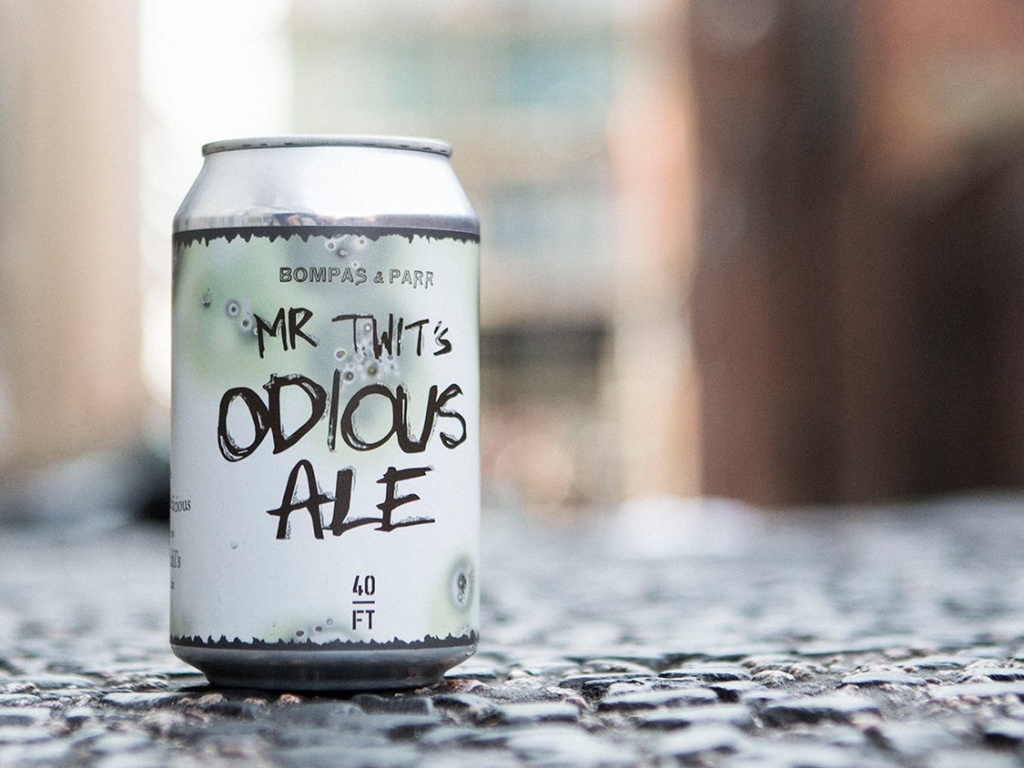 BOMPAS & PARR
MR TWIT's
ODIOUS
ALE
40
FT